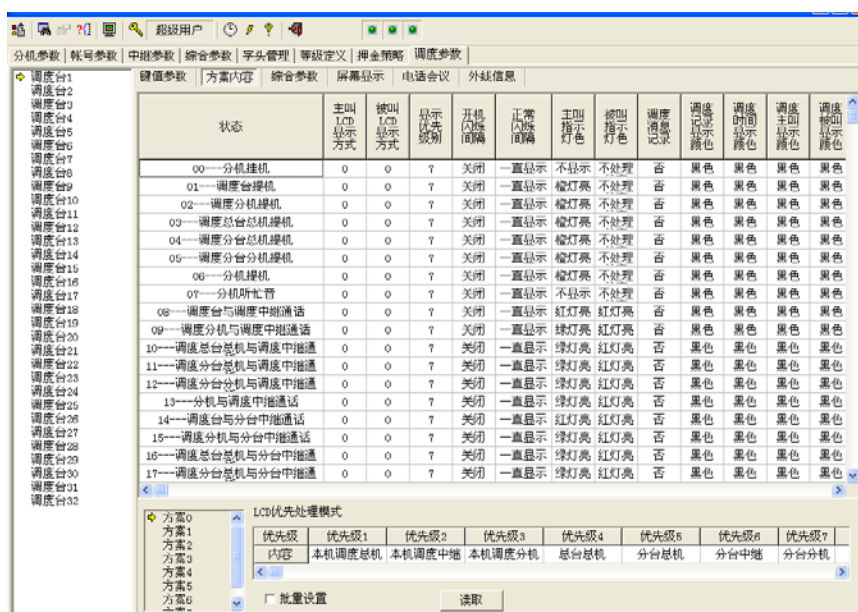 超级用户
分机参数 帐号参数 中继参数 综合参数 字头管理 等级定义 押金策略 调度参数
键值参数 方案内容 综合参数 屏幕显示 电话会议 外线信息
调度台1
调度台2
调度台3
调度台4
调度台5
调度台6
调度台7
调度台8
调度台9
调度台10
调度台11
调度台12
调度台13
调度台14
调度台15
调度台16
调度台17
调度台18
调度台19
调度台20
调度台21
调度台22
调度台23
调度台24
调度台25
调度台26
调度台27
调度台28
调度台29
调度台30
调度台31
调度台32
状态 主叫LCD显示方式 被叫LCD显示方式 显示优先级别 开机闪烁间隔 正常闪烁间隔 主叫指示灯色 被叫指示灯色 调度信息记录 调度记录显示颜色 调度时间显示颜色 调度主叫显示颜色 调度被叫显示颜色
00---分机挂机 0 0 7 关闭 一直显示 不显示 不处理 否 黑色 黑色 黑色 黑色
01---调度台提机 0 0 7 关闭 一直显示 橙灯亮 不处理 否 黑色 黑色 黑色 黑色
02---调度分机提机 0 0 7 关闭 一直显示 橙灯亮 不处理 否 黑色 黑色 黑色 黑色
03---调度总台总机提机 0 0 7 关闭 一直显示 橙灯亮 不处理 否 黑色 黑色 黑色 黑色
04---调度分台总机提机 0 0 7 关闭 一直显示 橙灯亮 不处理 否 黑色 黑色 黑色 黑色
05---调度分台分机提机 0 0 7 关闭 一直显示 橙灯亮 不处理 否 黑色 黑色 黑色 黑色
06---分机提机 0 0 7 关闭 一直显示 橙灯亮 不处理 否 黑色 黑色 黑色 黑色
07---分机听忙音 0 0 7 关闭 一直显示 不显示 不处理 否 黑色 黑色 黑色 黑色
08---调度台与调度中继通话 0 0 7 关闭 一直显示 红灯亮 红灯亮 否 黑色 黑色 黑色 黑色
09---调度分机与调度中继通话 0 0 7 关闭 一直显示 绿灯亮 红灯亮 否 黑色 黑色 黑色 黑色
10---调度总台总机与调度中继通 0 0 7 关闭 一直显示 绿灯亮 红灯亮 否 黑色 黑色 黑色 黑色
11---调度分台总机与调度中继通 0 0 7 关闭 一直显示 绿灯亮 红灯亮 否 黑色 黑色 黑色 黑色
12---调度分台分机与调度中继通 0 0 7 关闭 一直显示 绿灯亮 红灯亮 否 黑色 黑色 黑色 黑色
13---分机与调度中继通话 0 0 7 关闭 一直显示 绿灯亮 红灯亮 否 黑色 黑色 黑色 黑色
14---调度台与分台中继通话 0 0 7 关闭 一直显示 红灯亮 红灯亮 否 黑色 黑色 黑色 黑色
15---调度分机与分台中继通话 0 0 7 关闭 一直显示 绿灯亮 红灯亮 否 黑色 黑色 黑色 黑色
16---调度总台总机与分台中继通 0 0 7 关闭 一直显示 绿灯亮 红灯亮 否 黑色 黑色 黑色 黑色
17---调度分台总机与分台中继通 0 0 7 关闭 一直显示 绿灯亮 红灯亮 否 黑色 黑色 黑色 黑色
方案0
方案1
方案2
方案3
方案4
方案5
方案6
LCD优先处理模式
优先级 优先级1 优先级2 优先级3 优先级4 优先级5 优先级6 优先级7
内容 本机调度总机 本机调度中继 本机调度分机 总台总机 分台总机 分台中继 分台分机
批量设置 读取